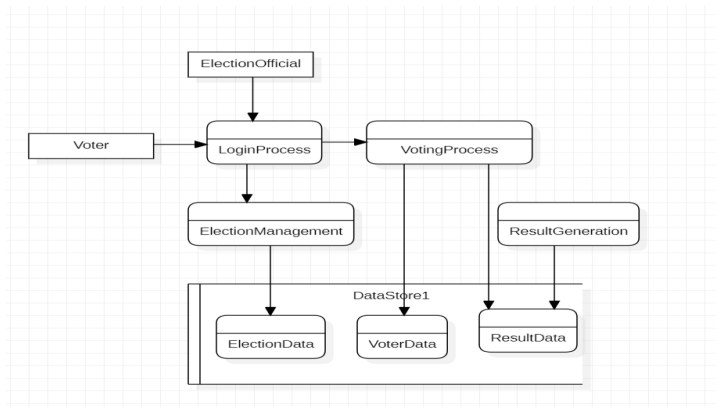 ElectionOfficial
Voter
LoginProcess
VotingProcess
ElectionManagement
ResultGeneration
DataStore1
ElectionData
VoterData
ResultData